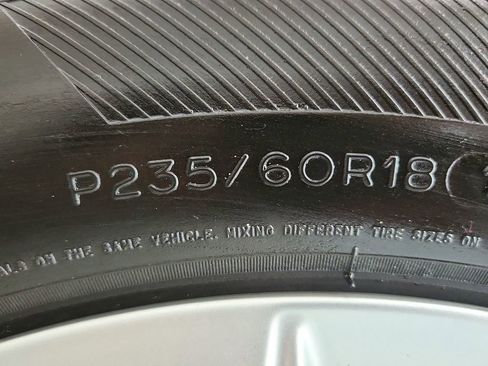 P235/60R18
ON THE SAME VEHICLE. MIXING DIFFERENT TIRE SIZES ON